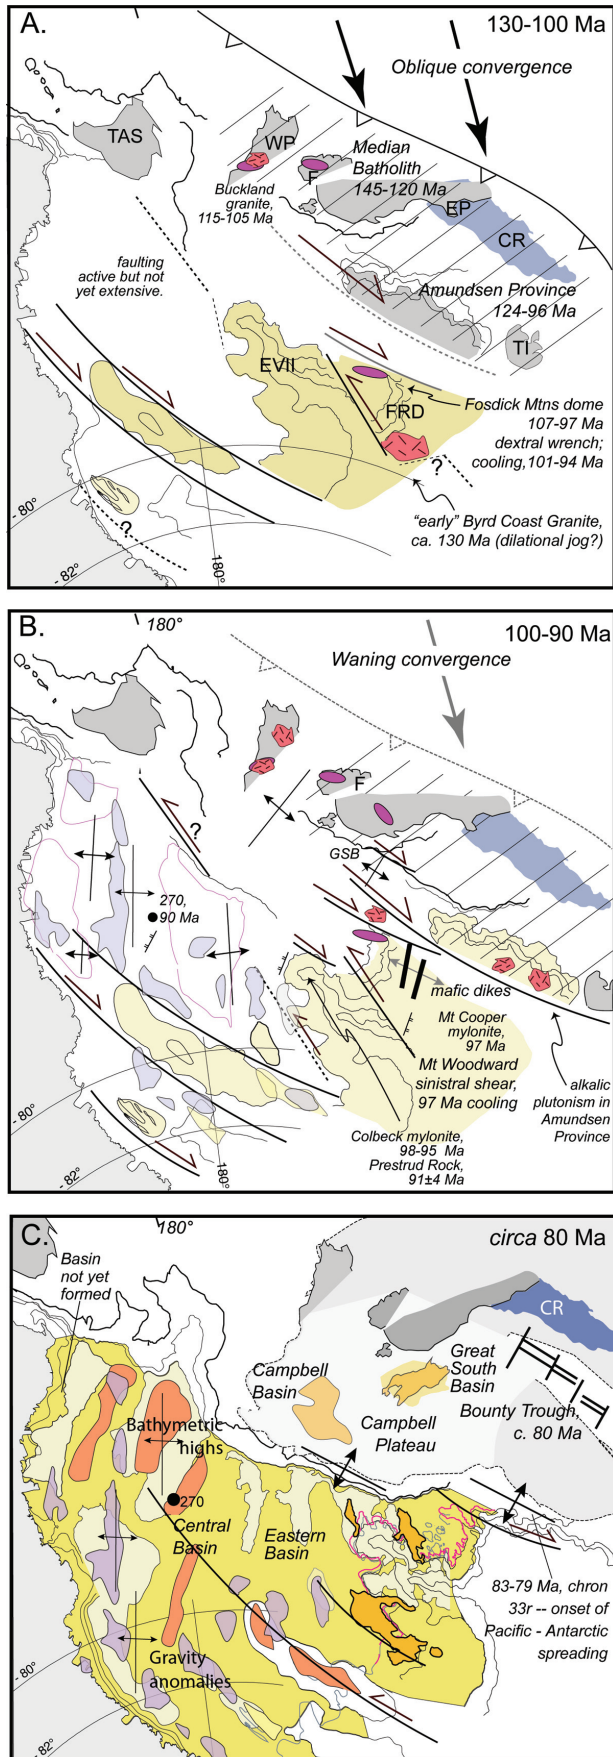 A.
130-100 Ma
Oblique convergence
TAS
WP
F
Median
Batholith
145-120 Ma
Buckland
granite,
115-105 Ma
EP
CR
faulting
active but not
yet extensive.
Amundsen Province
124-96 Ma
TI
EVII
FRD
Fosdick Mtns dome
107-97 Ma
dextral wrench;
cooling,101-94 Ma
?
- 80°
?
"early" Byrd Coast Granite,
ca. 130 Ma (dilational jog?)
- 82°
180°
B.
180°
100-90 Ma
Waning convergence
?
F
GSB
270,
90 Ma
mafic dikes
Mt Cooper
mylonite,
97 Ma
Mt Woodward
sinistral shear,
97 Ma cooling
alkalic
plutonism in
Amundsen
Province
- 80°
Colbeck mylonite,
98-95 Ma
Prestrud Rock,
91±4 Ma
- 82°
180°
C.
180°
circa 80 Ma
Basin
not yet
formed
CR
Campbell
Basin
Great
South
Basin
Campbell
Plateau
Bounty Trough,
c. 80 Ma
Bathymetric
highs
270
Central
Basin
Eastern
Basin
83-79 Ma, chron
33r -- onset of
Pacific - Antarctic
spreading
- 80°
Gravity
anomalies
- 82°
180°